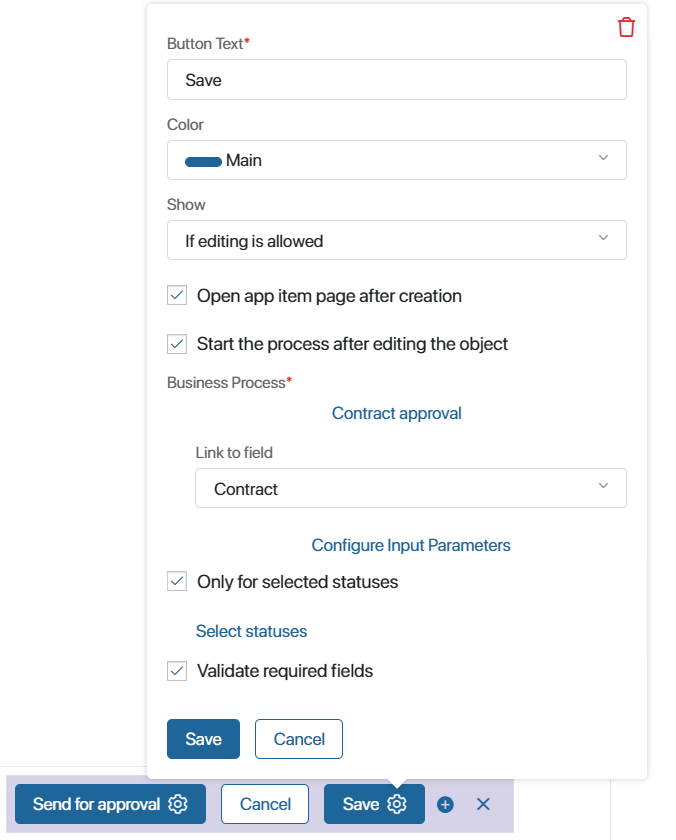 Button Text*
Save
Color
Main
Show
If editing is allowed
Open app item page after creation
Start the process after editing the object
Business Process*
Contract approval
Link to field
Contract
Configure Input Parameters
Only for selected statuses
Select statuses
Validate required fields
Save Cancel
Send for approval Cancel Save